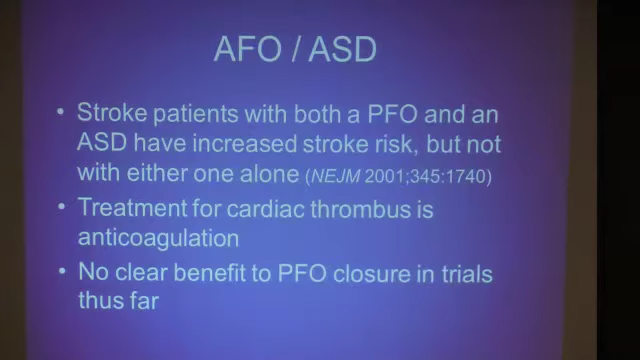 AFO / ASD
• Stroke patients with both a PFO and an
ASD have increased stroke risk, but not
with either one alone (NEJM 2001;345:1740)
• Treatment for cardiac thrombus is
anticoagulation
• No clear benefit to PFO closure in trials
thus far